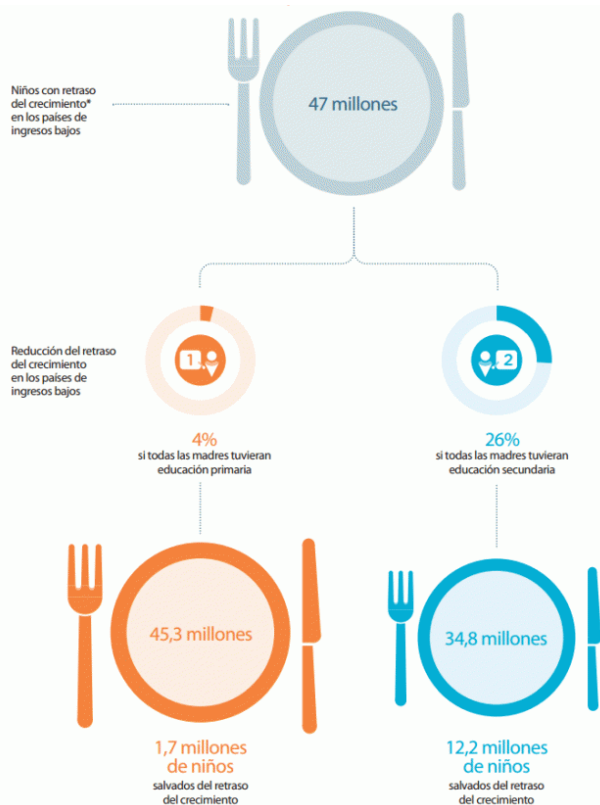 Niños con retraso
del crecimiento*
en los países de
ingresos bajos
47 millones
Reducción del retraso
del crecimiento
en los países de
ingresos bajos
1
2
4%
si todas las madres tuvieran
educación primaria
26%
si todas las madres tuvieran
educación secundaria
45,3 millones
34,8 millones
1,7 millones
de niños
salvados del retraso
del crecimiento
12,2 millones
de niños
salvados del retraso
del crecimiento